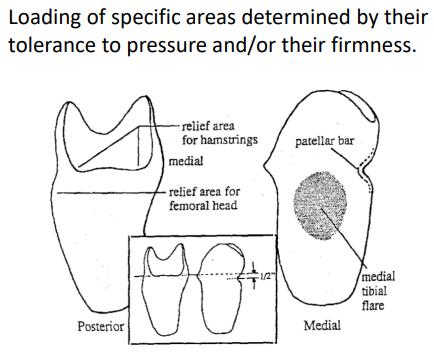 Loading of specific areas determined by their
tolerance to pressure and/or their firmness.
relief area
for hamstrings
medial
relief area for
femoral head
Posterior
1/2"
patellar bar
medial
tibial
flare
Medial